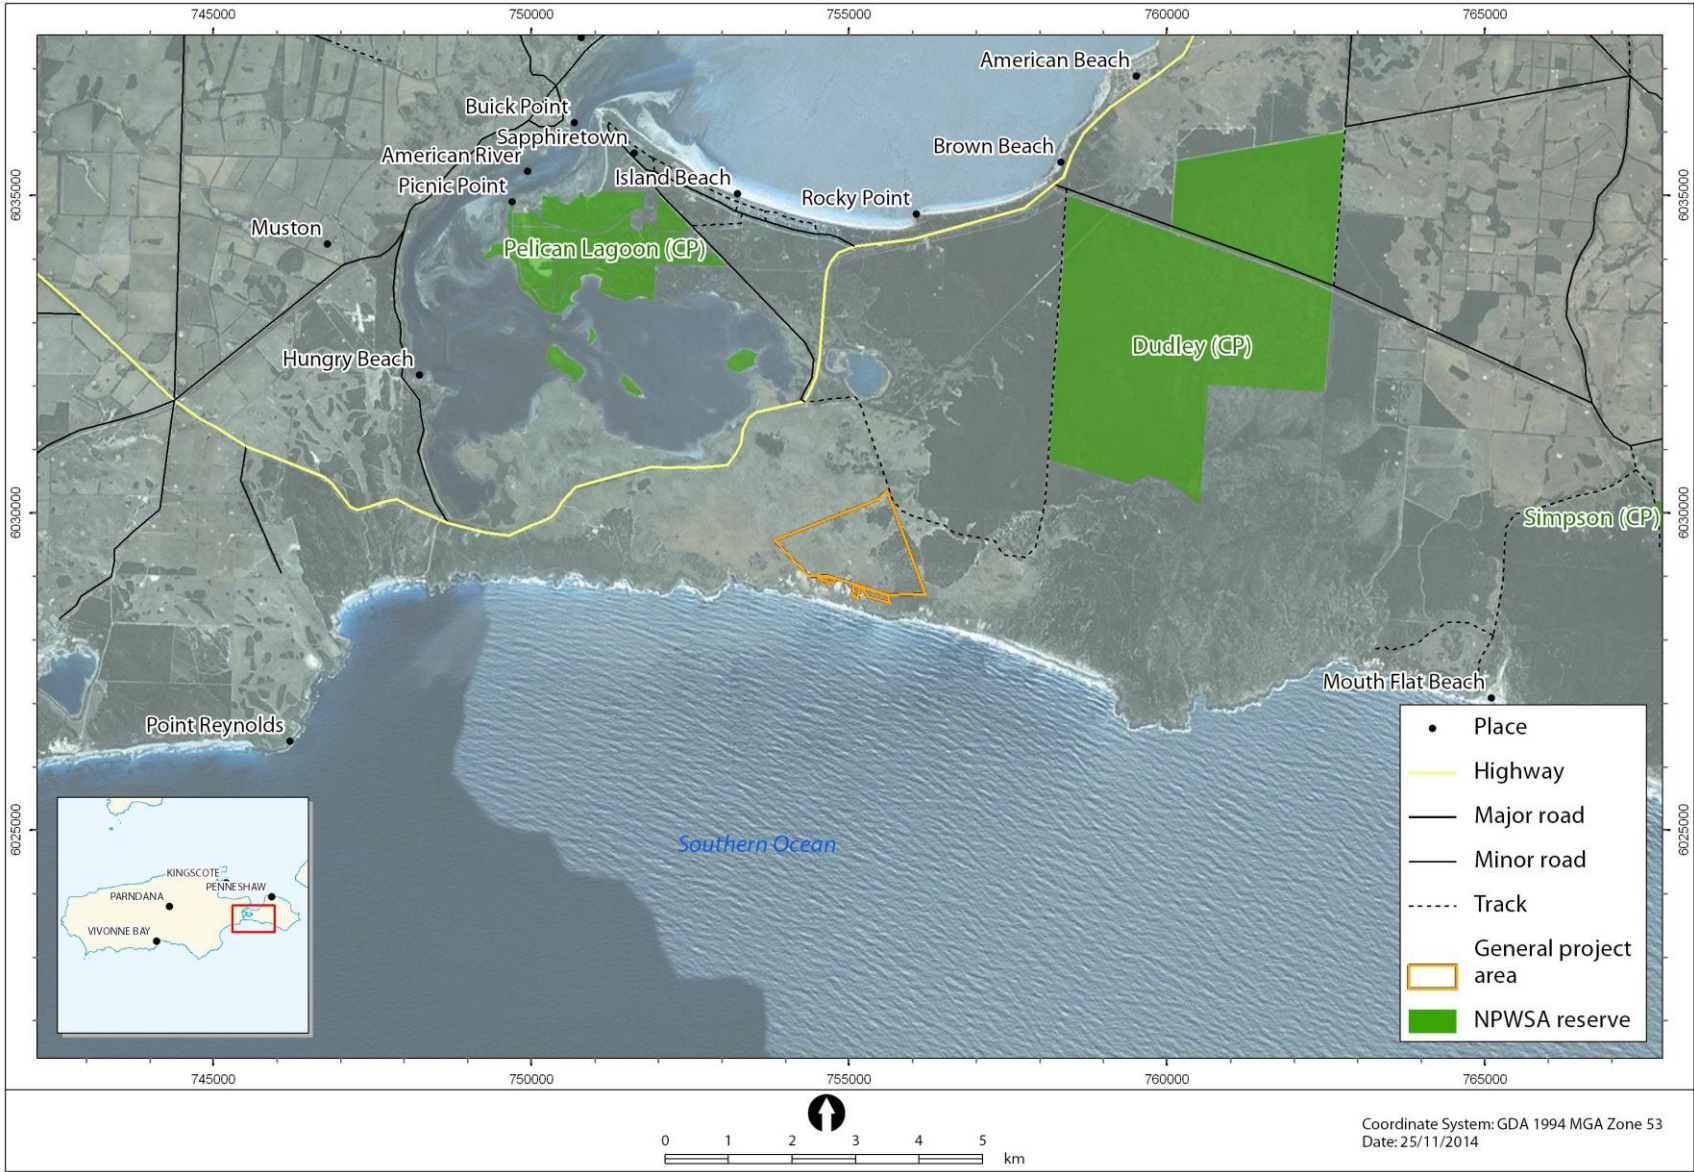 745000
750000
755000
760000
765000
American Beach
Buick Point
Sapphiretown
American River
Brown Beach
Picnic Point
Island Beach
Rocky Point
6035000
6035000
Muston
Pelican Lagoon (CP)
Hungry Beach
Dudley (CP)
6030000
6030000
Simpson (CP)
Mouth Flat Beach
Point Reynolds
Place
Highway
Major road
Minor road
Track
General project
area
NPWSA reserve
6025000
6025000
Southern Ocean
KINGSCOTE
PENNESHAW
PARNDANA
VIVONNE BAY
745000
750000
755000
760000
765000
0 1 2 3 4 5
km
Coordinate System: GDA 1994 MGA Zone 53
Date: 25/11/2014